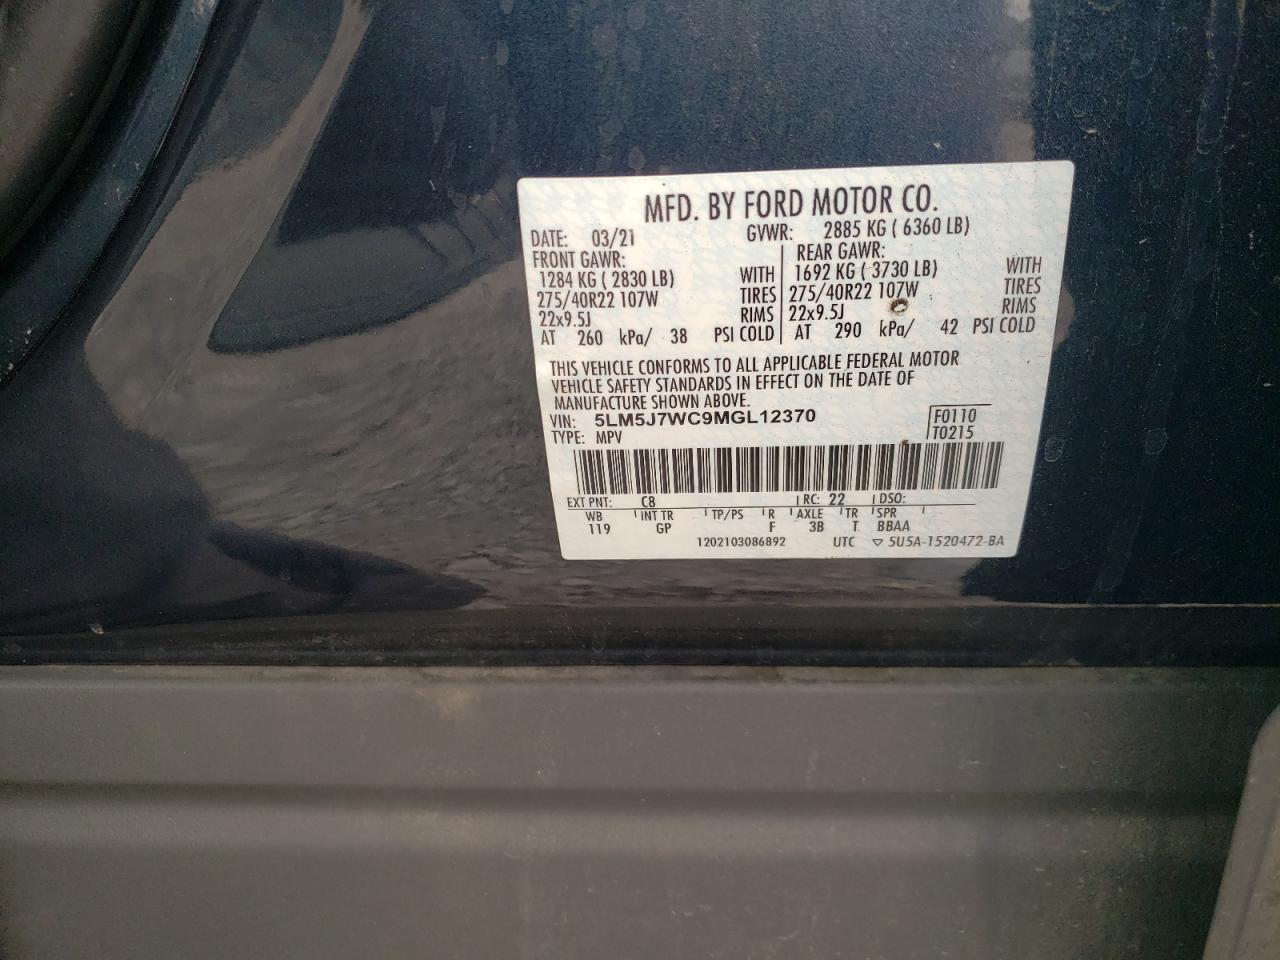 MFD. BY FORD MOTOR CO.
DATE: 03/21 GVWR: 2885 KG ( 6360 LB)
FRONT GAWR: REAR GAWR:
1284 KG ( 2830 LB) WITH 1692 KG ( 3730 LB) WITH
275/40R22 107W TIRES 275/40R22 107W TIRES
22x9.5J RIMS 22x9.5J RIMS
AT 260 kPa/ 38 PSI COLD AT 290 kPa/ 42 PSI COLD
THIS VEHICLE CONFORMS TO ALL APPLICABLE FEDERAL MOTOR
VEHICLE SAFETY STANDARDS IN EFFECT ON THE DATE OF
MANUFACTURE SHOWN ABOVE.
VIN: 5LM5J7WC9MGL12370 F0110
TYPE: MPV T0215
EXT PNT: C8 RC: 22 DSO:
WB INT TR TP/PS R AXLE TR SPR
119 GP F 3B T BBAA
1202103086892 UTC ▽ 5U5A-1520472-BA